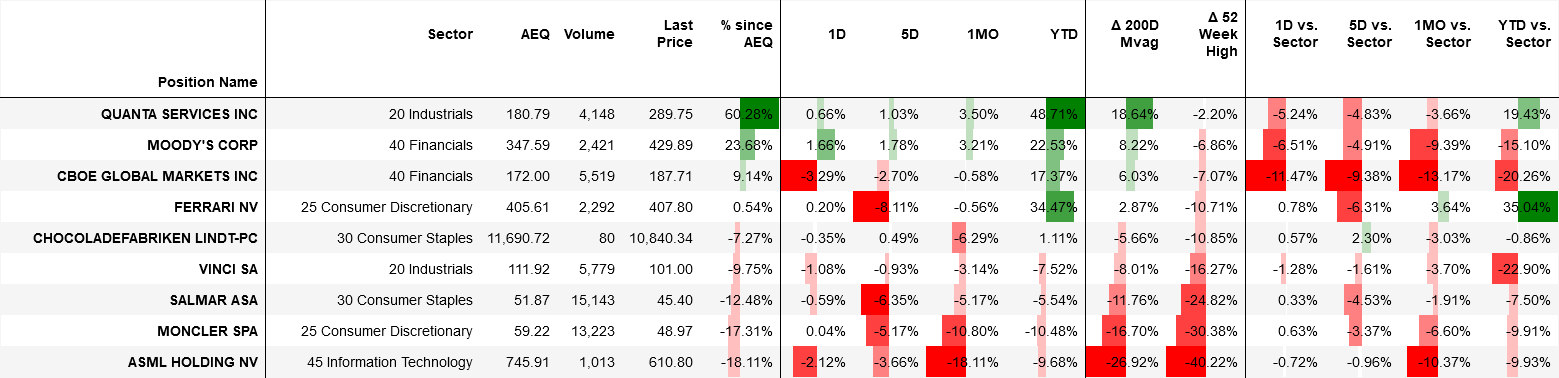 Position Name Sector AEQ Volume Last Price % since AEQ 1D 5D 1MO YTD Δ 200D Mvag Δ 52 Week High 1D vs. Sector 5D vs. Sector 1MO vs. Sector YTD vs. Sector
QUANTA SERVICES INC 20 Industrials 180.79 4,148 289.75 60.28% 0.66% 1.03% 3.50% 48.71% 18.64% -2.20% -5.24% -4.83% -3.66% 19.43%
MOODY'S CORP 40 Financials 347.59 2,421 429.89 23.68% 1.66% 1.78% 3.21% 22.53% 8.22% -6.86% -6.51% -4.91% -9.39% -15.10%
CBOE GLOBAL MARKETS INC 40 Financials 172.00 5,519 187.71 9.14% -3.29% -2.70% -0.58% 17.37% 6.03% -7.07% -11.47% -9.38% -13.17% -20.26%
FERRARI NV 25 Consumer Discretionary 405.61 2,292 407.80 0.54% 0.20% -8.11% -0.56% 34.47% 2.87% -10.71% 0.78% -6.31% 3.64% 35.04%
CHOCOLADEFABRIKEN LINDT-PC 30 Consumer Staples 11,690.72 80 10,840.34 -7.27% -0.35% 0.49% -6.29% 1.11% -5.66% -10.85% 0.57% 2.30% -3.03% -0.86%
VINCI SA 20 Industrials 111.92 5,779 101.00 -9.75% -1.08% -0.93% -3.14% -7.52% -8.01% -16.27% -1.28% -1.61% -3.70% -22.90%
SALMAR ASA 30 Consumer Staples 51.87 15,143 45.40 -12.48% -0.59% -6.35% -5.17% -5.54% -11.76% -24.82% 0.33% -4.53% -1.91% -7.50%
MONCLER SPA 25 Consumer Discretionary 59.22 13,223 48.97 -17.31% 0.04% -5.17% -10.80% -10.48% -16.70% -30.38% 0.63% -3.37% -6.60% -9.91%
ASML HOLDING NV 45 Information Technology 745.91 1,013 610.80 -18.11% -2.12% -3.66% -18.11% -9.68% -26.92% -40.22% -0.72% -0.96% -10.37% -9.93%